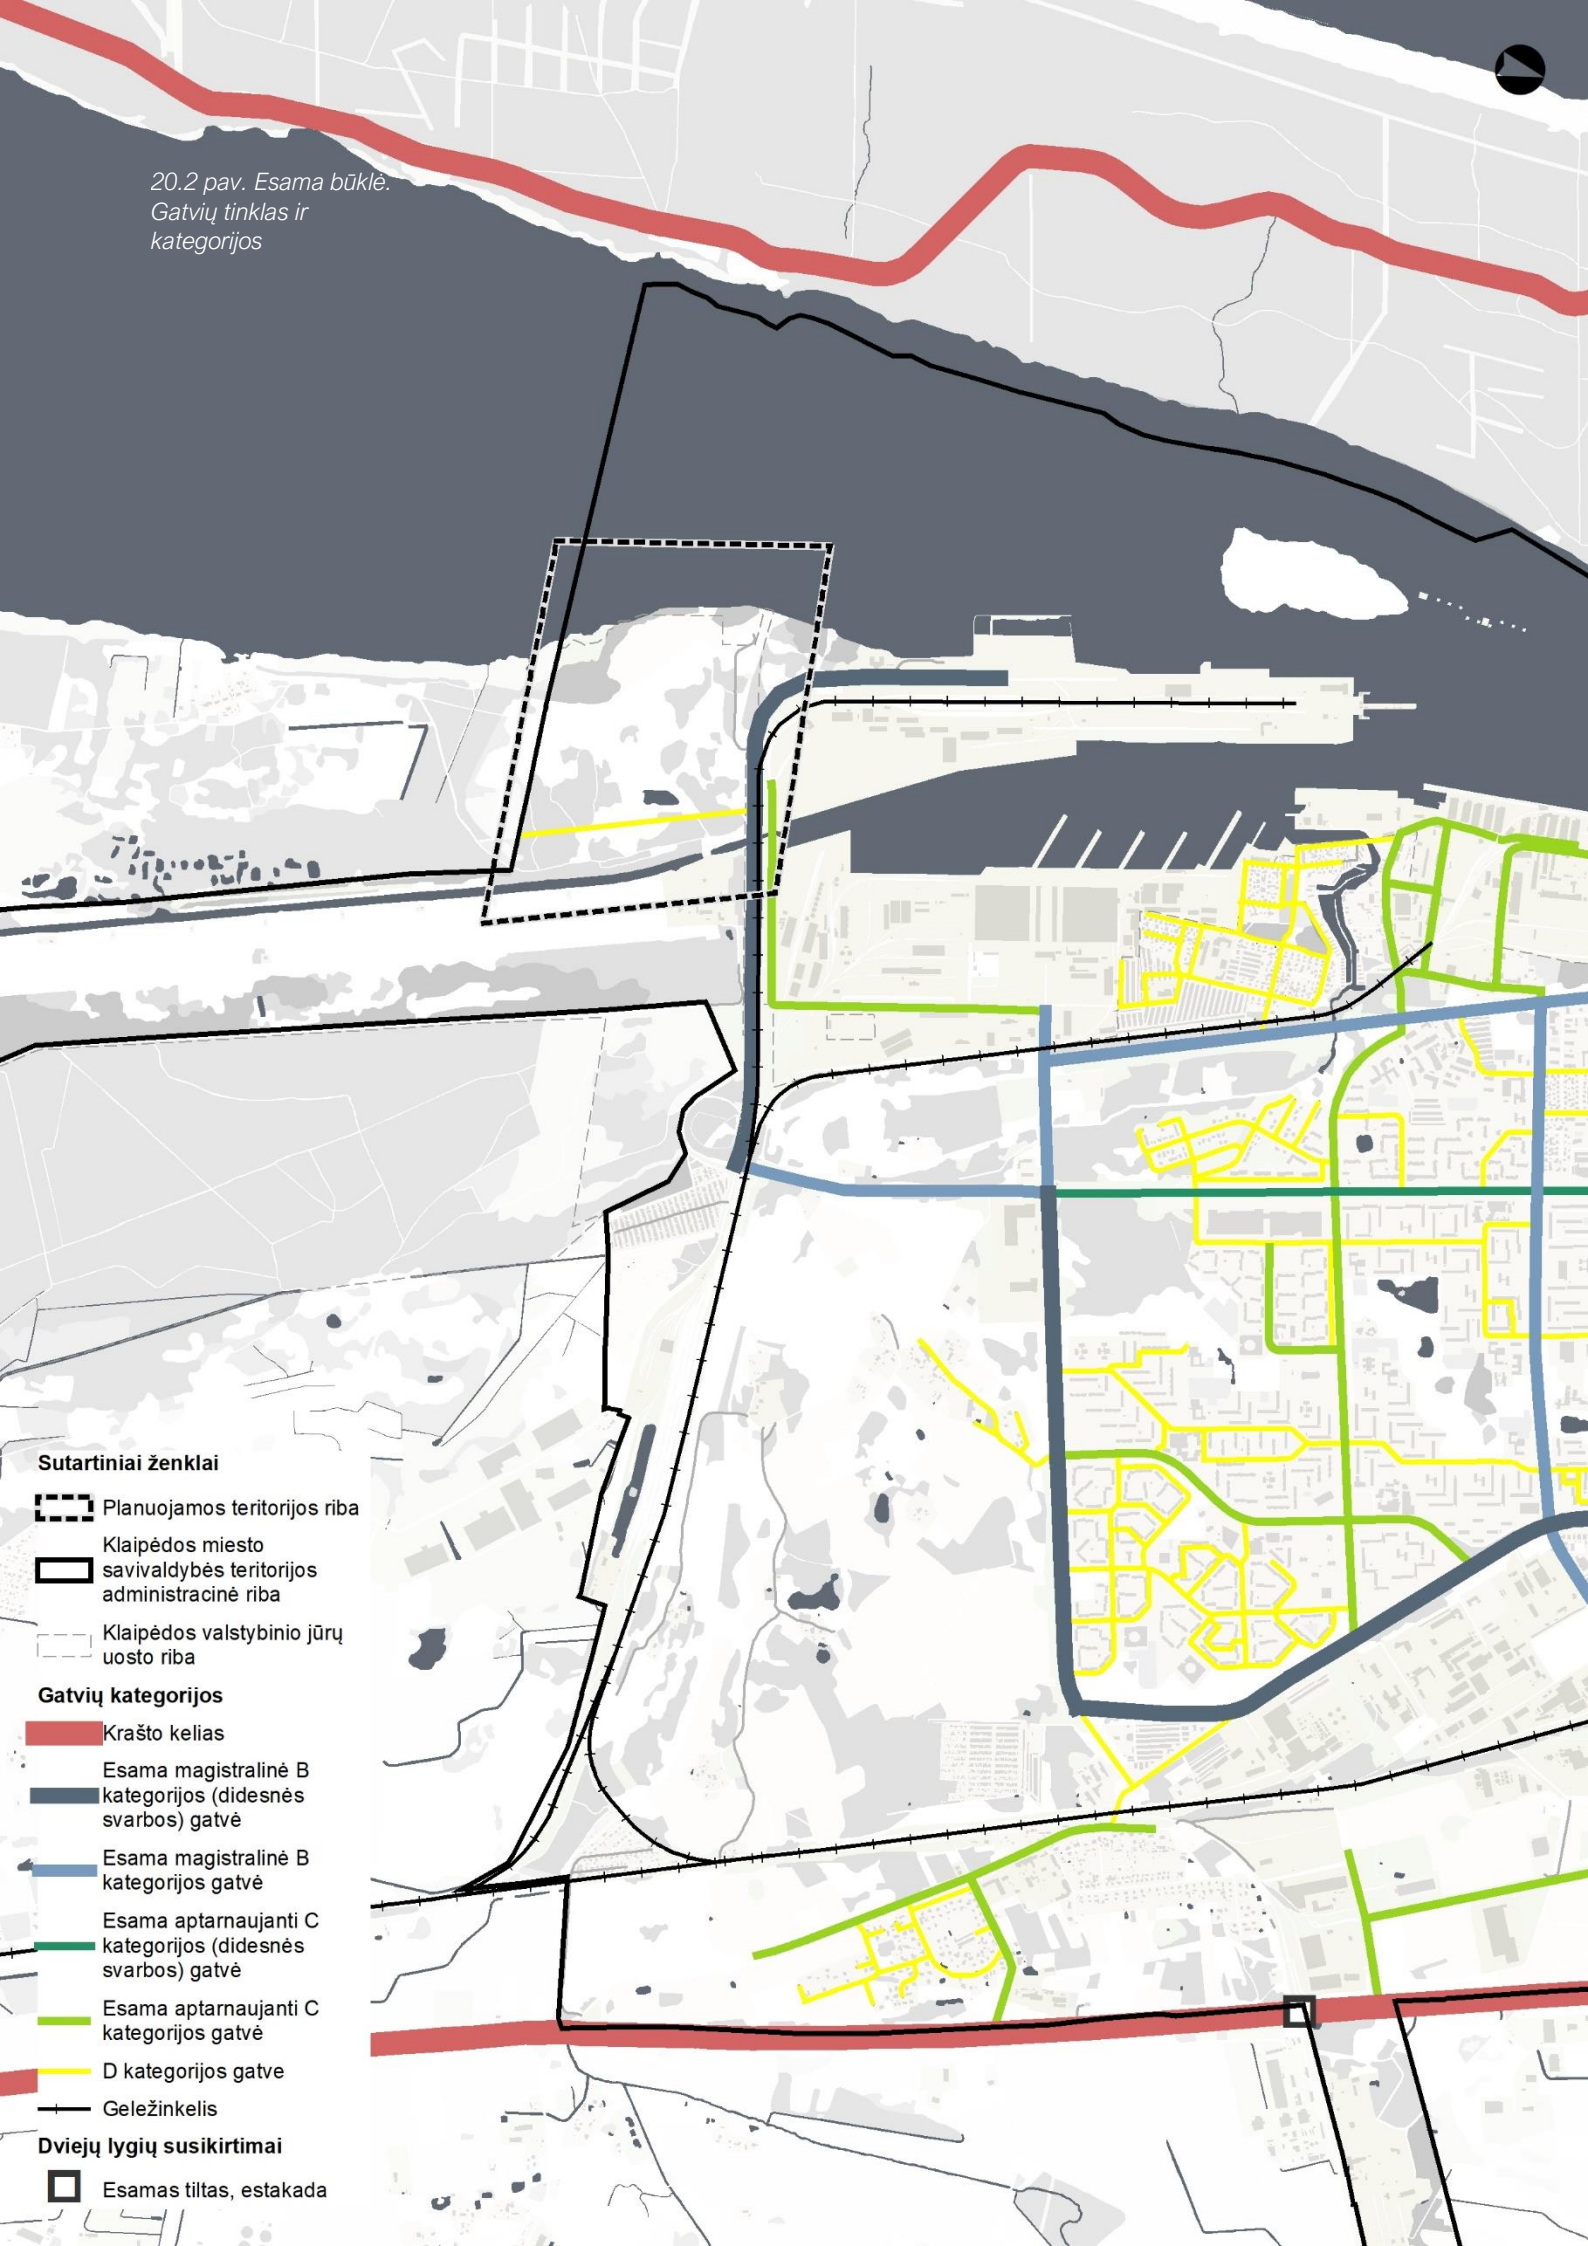 20.2 pav. Esama būklė.
Gatvių tinklas ir
kategorijos
Sutartiniai ženklai
Planuojamos teritorijos riba
Klaipėdos miesto
savivaldybės teritorijos
administracinė riba
Klaipėdos valstybinio jūrų
uosto riba
Gatvių kategorijos
Krašto kelias
Esama magistralinė B
kategorijos (didesnės
svarbos) gatvė
Esama magistralinė B
kategorijos gatvė
Esama aptarnaujanti C
kategorijos (didesnės
svarbos) gatvė
Esama aptarnaujanti C
kategorijos gatvė
D kategorijos gatve
Geležinkelis
Dviejų lygių susikirtimai
Esamas tiltas, estakada